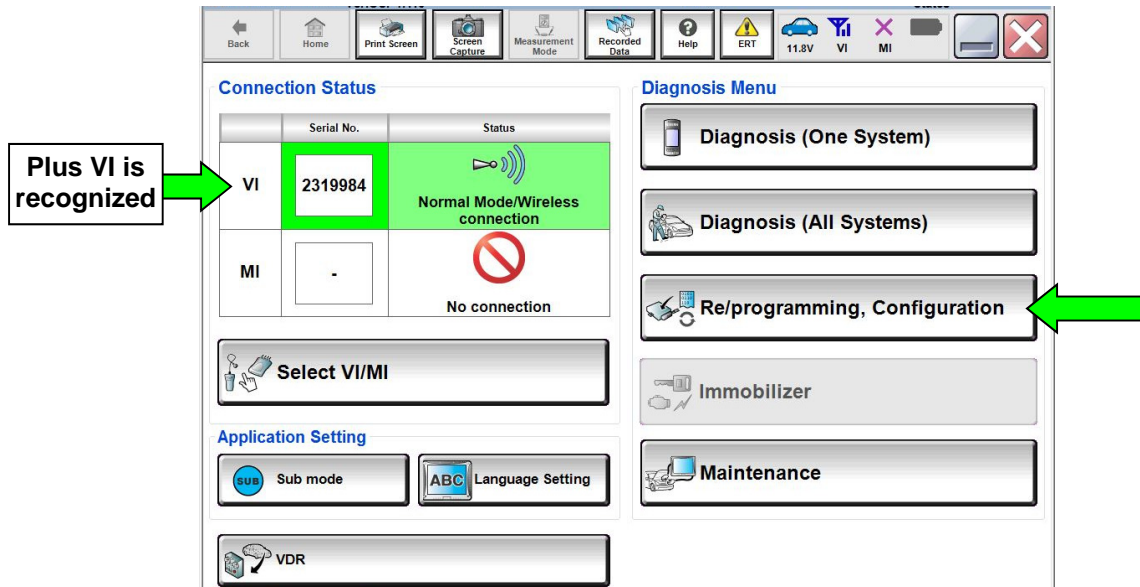 Back
Home
Print Screen
Screen
Capture
Measurement
Mode
Recorded
Data
Help
ERT
11.8V
VI
MI
Connection Status
Serial No.
Status
VI
2319984
Normal Mode/Wireless
connection
MI
-
No connection
Select VI/MI
Application Setting
SUB
Sub mode
ABC
Language Setting
VDR
Diagnosis Menu
Diagnosis (One System)
Diagnosis (All Systems)
Re/programming, Configuration
Immobilizer
Maintenance
Plus VI is
recognized